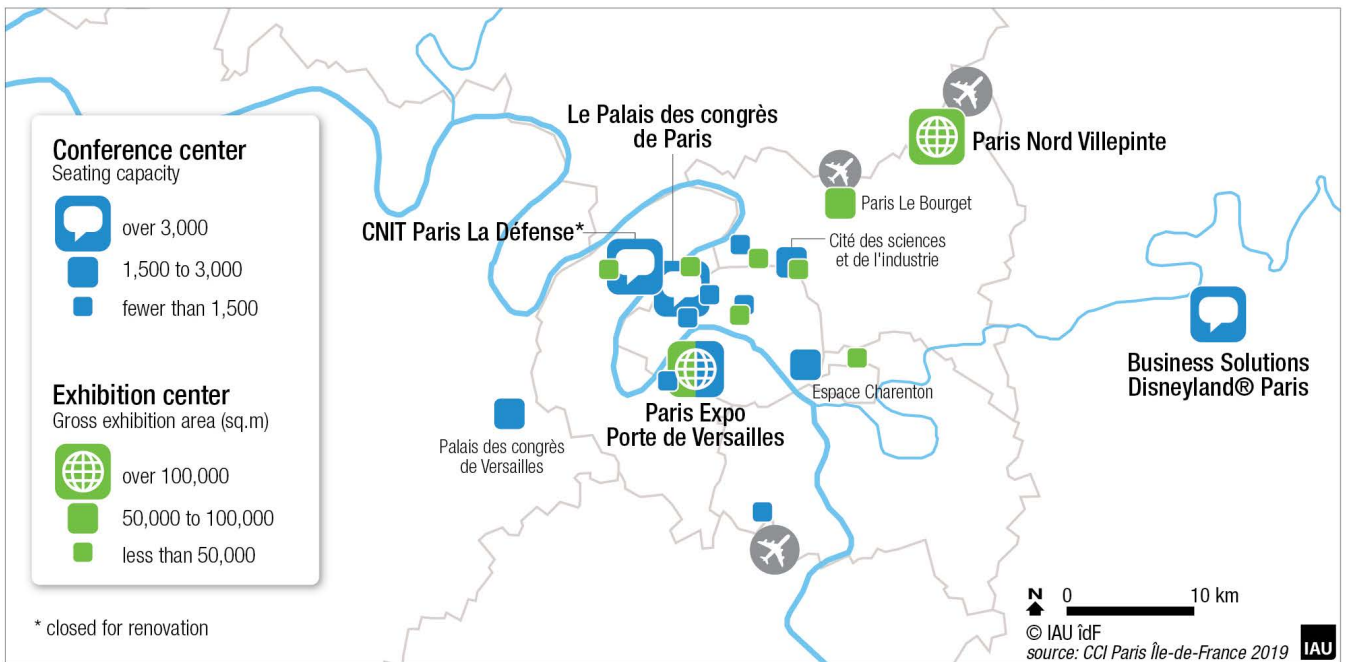 Conference center
Seating capacity
over 3,000
1,500 to 3,000
fewer than 1,500
Exhibition center
Gross exhibition area (sq.m)
over 100,000
50,000 to 100,000
less than 50,000
* closed for renovation
Le Palais des congrès
de Paris
CNIT Paris La Défense*
Paris Nord Villepinte
Paris Le Bourget
Cité des sciences
et de l'industrie
Business Solutions
Disneyland® Paris
Espace Charenton
Paris Expo
Porte de Versailles
Palais des congrès
de Versailles
N 0 10 km
© IAU îdF
source: CCI Paris Île-de-France 2019
IAU